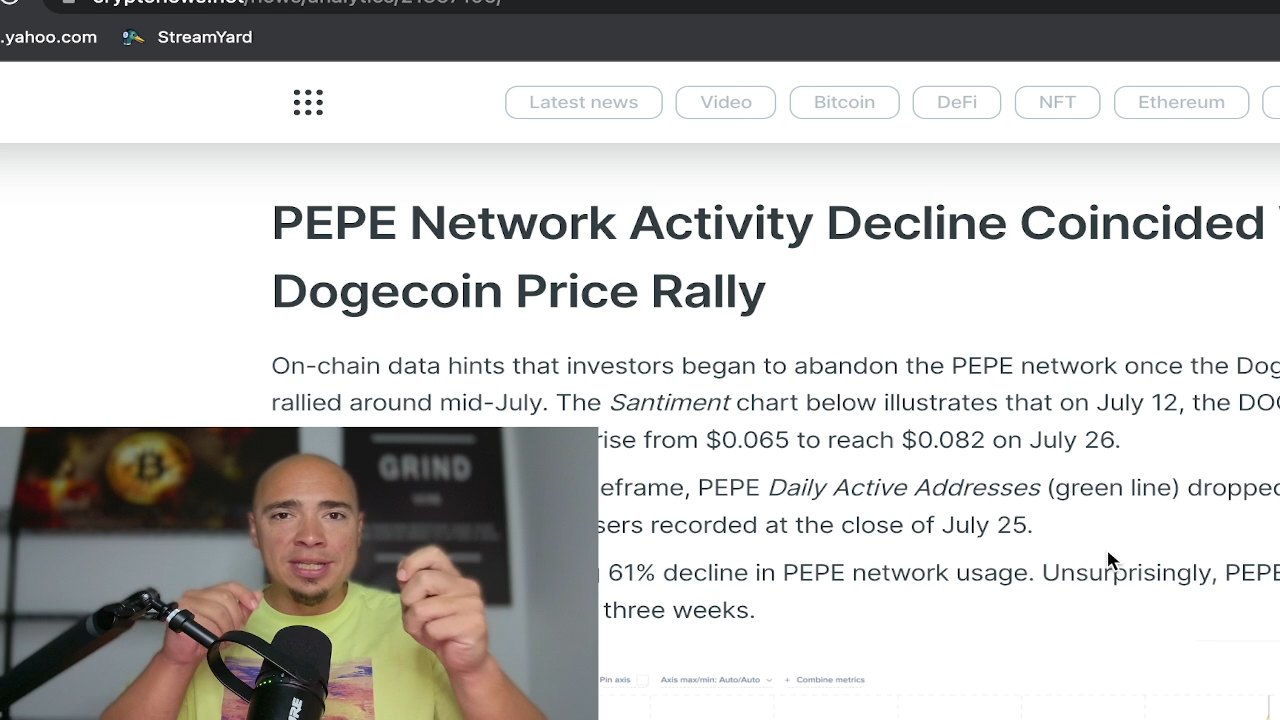 .yahoo.com StreamYard
Latest news Video Bitcoin DeFi NFT Ethereum
PEPE Network Activity Decline Coincided
Dogecoin Price Rally
On-chain data hints that investors began to abandon the PEPE network once the Dog
rallied around mid-July. The Santiment chart below illustrates that on July 12, the DO
rise from $0.065 to reach $0.082 on July 26.
eframe, PEPE Daily Active Addresses (green line) dropped
sers recorded at the close of July 25.
61% decline in PEPE network usage. Unsurprisingly, PEPE
three weeks.
Pin axis Axis max/min: Auto/Auto + Combine metrics
GRIND